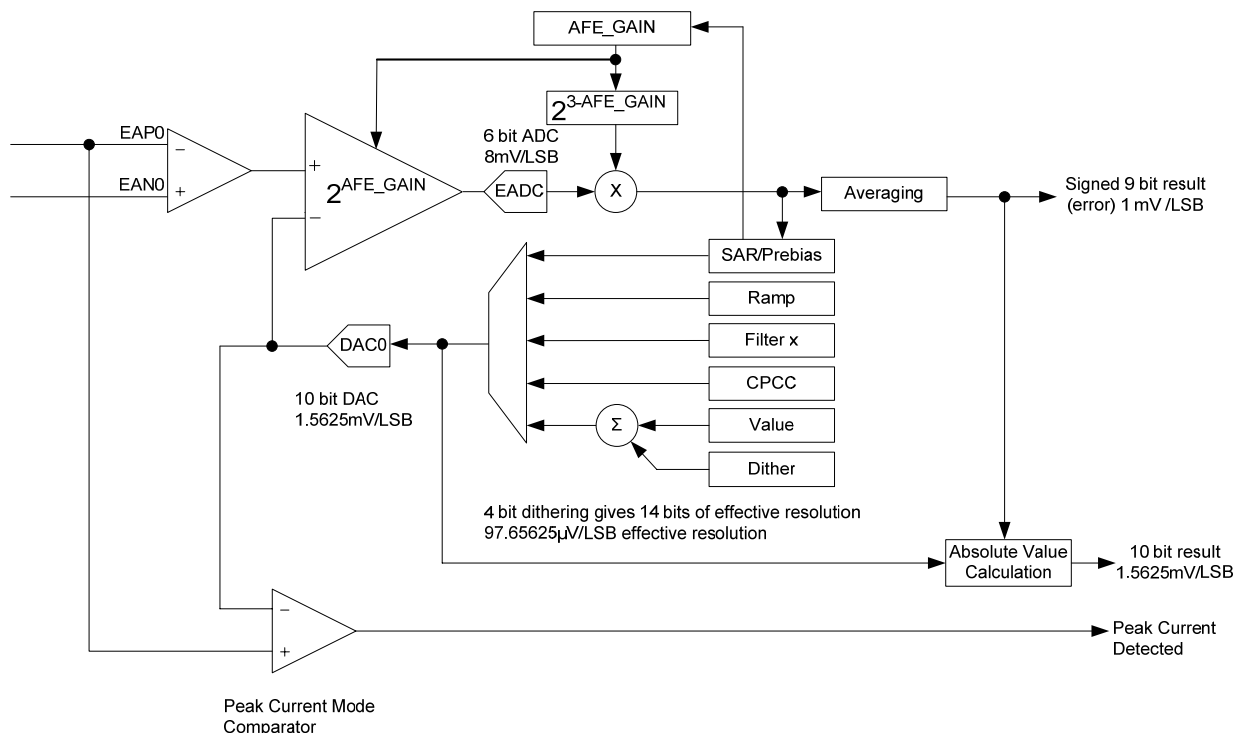 AFE_GAIN
2^3-AFE_GAIN
EAP0
−
EAN0
+
+
2^AFE_GAIN
−
6 bit ADC
8mV/LSB
EADC
X
Averaging
Signed 9 bit result
(error) 1 mV /LSB
SAR/Prebias
Ramp
Filter x
CPCC
Value
Σ
Dither
DAC0
10 bit DAC
1.5625mV/LSB
4 bit dithering gives 14 bits of effective resolution
97.65625µV/LSB effective resolution
Absolute Value
Calculation
10 bit result
1.5625mV/LSB
−
+
Peak Current
Detected
Peak Current Mode
Comparator